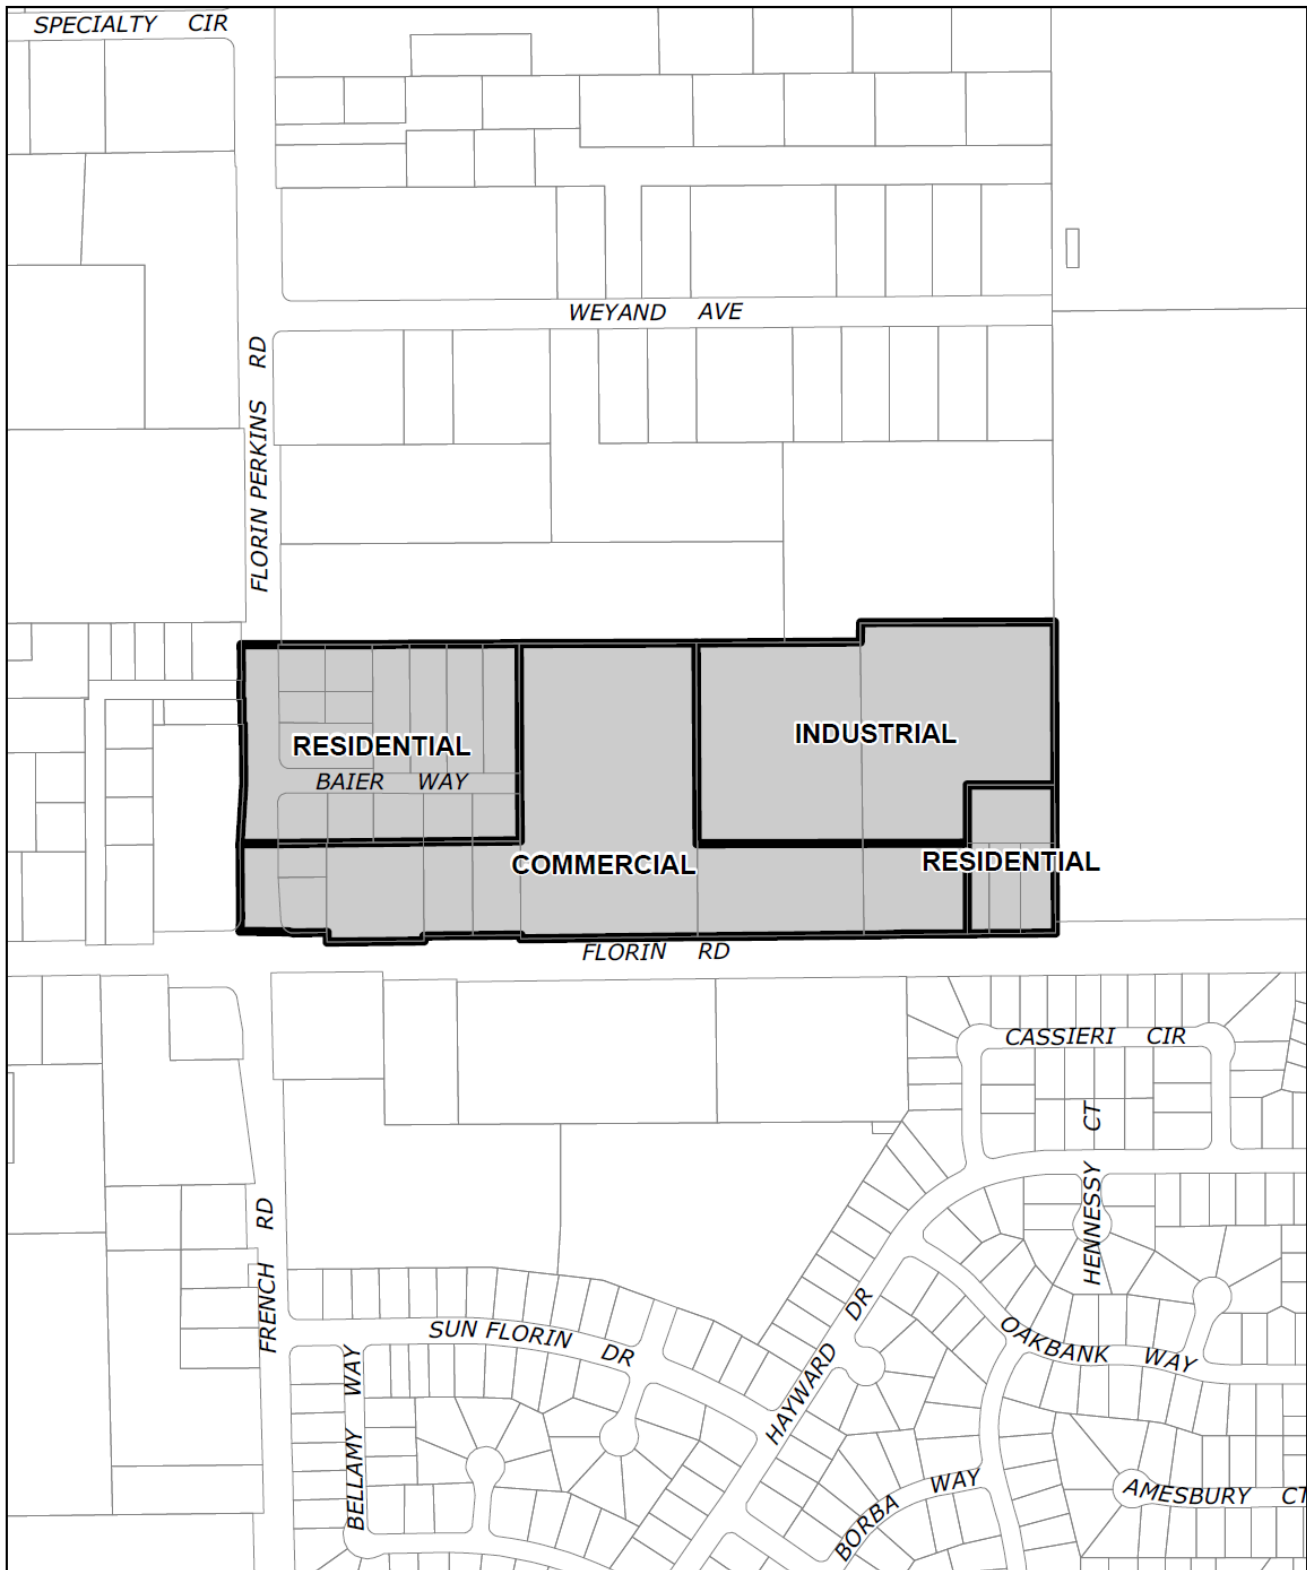 SPECIALTY CIR
WEYAND AVE
FLORIN PERKINS RD
INDUSTRIAL
RESIDENTIAL
BAIER WAY
COMMERCIAL
RESIDENTIAL
FLORIN RD
CASSIERI CIR
HENNESSY CT
FRENCH RD
SUN FLORIN DR
HAYWARD DR
OAKBANK WAY
BELLAMY WAY
BORBA WAY
AMESBURY CT